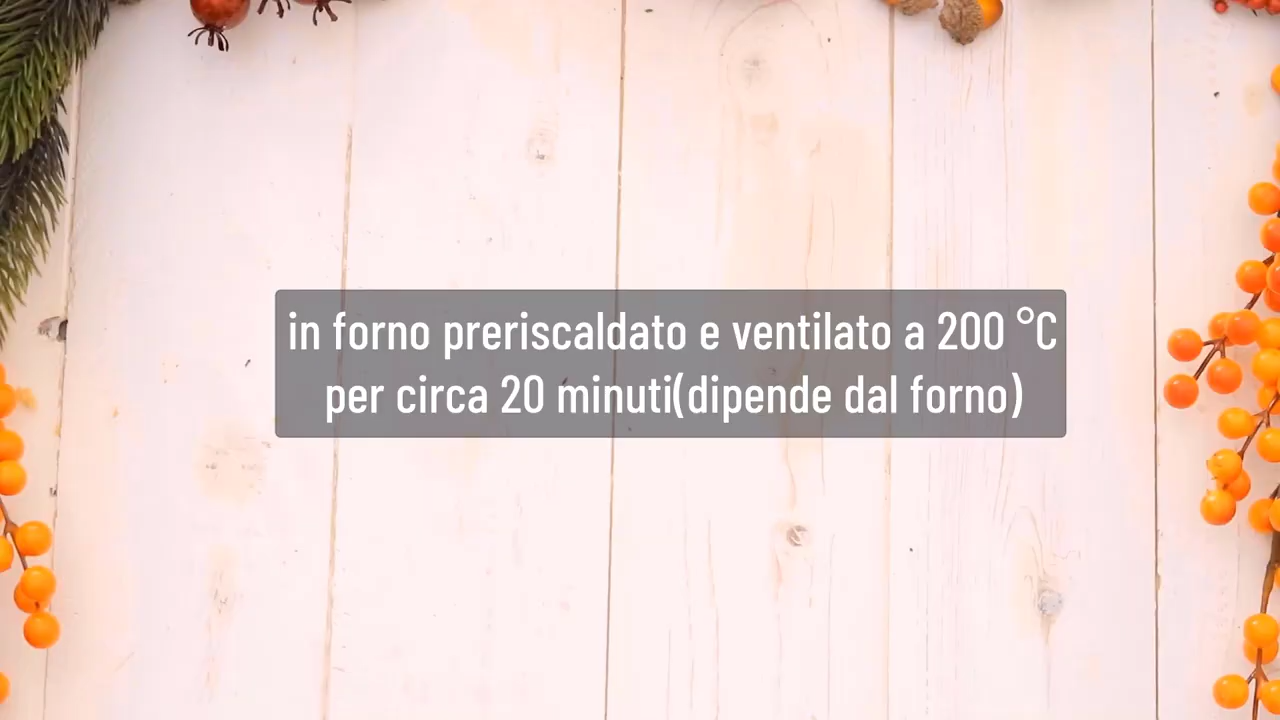 in forno preriscaldato e ventilato a 200 °C
per circa 20 minuti(dipende dal forno)